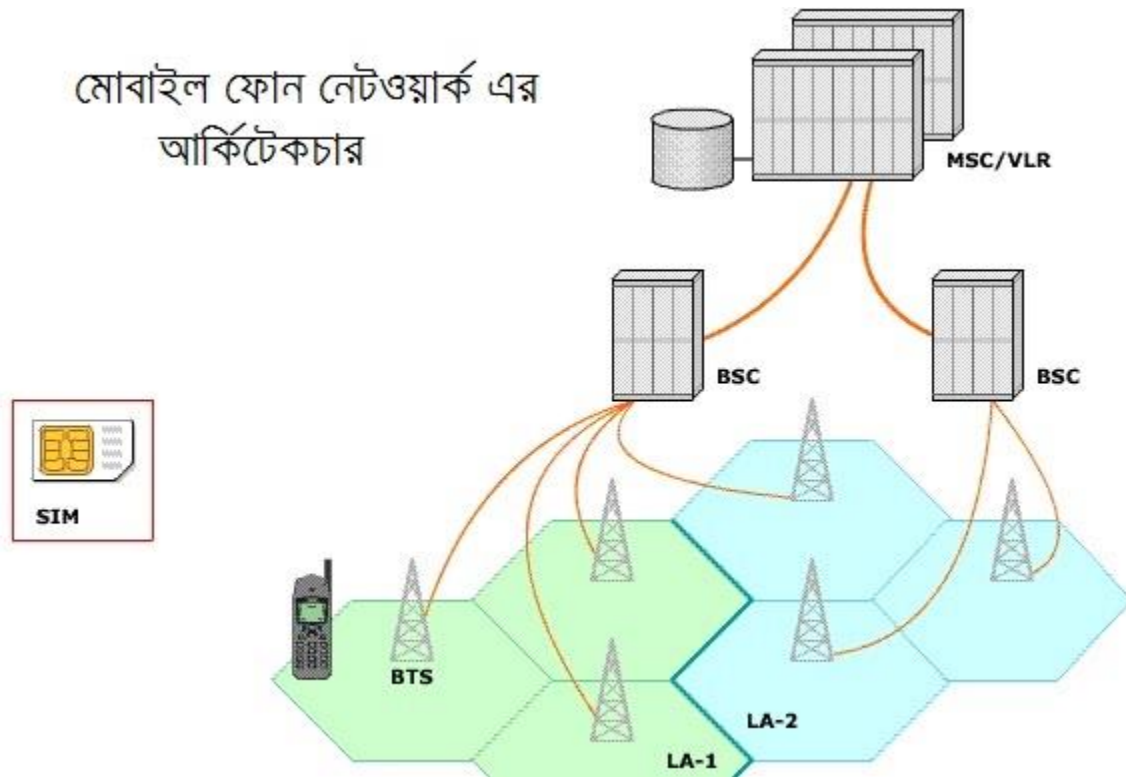 মোবাইল ফোন নেটওয়ার্ক এর
আর্কিটেকচার
MSC/VLR
BSC
BSC
SIM
BTS
LA-2
LA-1